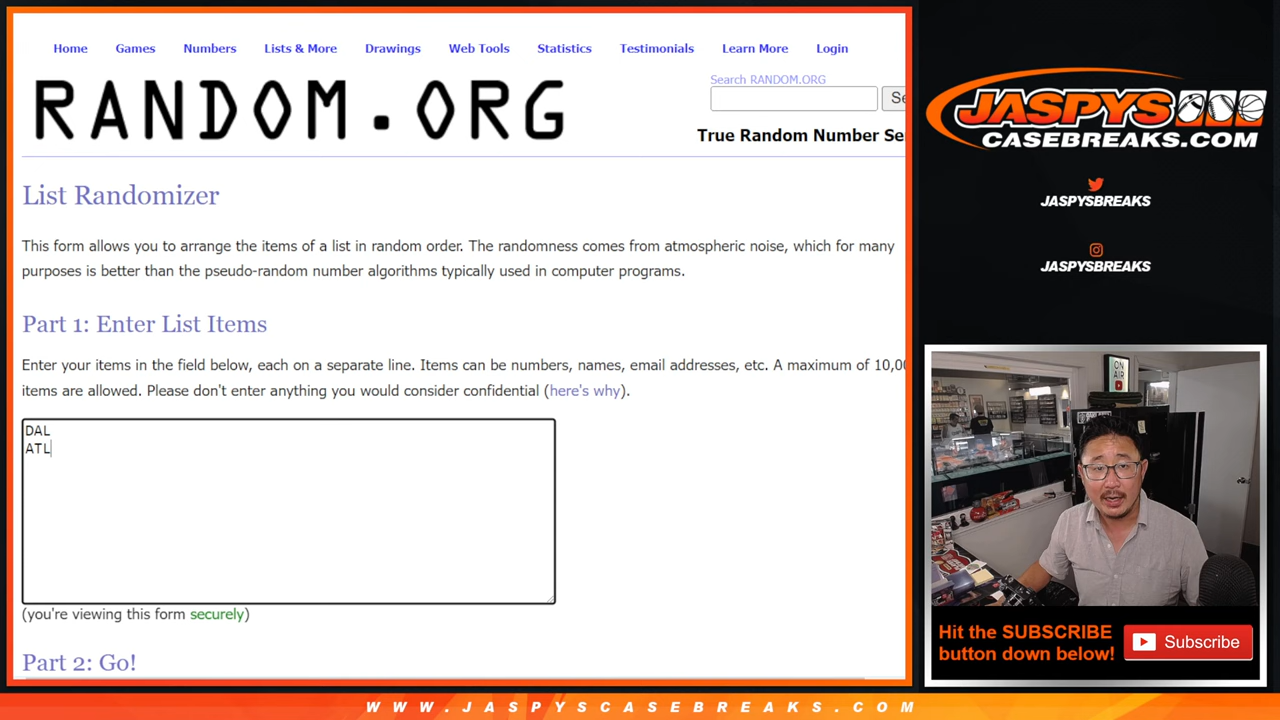 Home Games Numbers Lists & More Drawings Web Tools Statistics Testimonials Learn More Login
RANDOM.ORG
Search RANDOM.ORG
True Random Number Se
List Randomizer
This form allows you to arrange the items of a list in random order. The randomness comes from atmospheric noise, which for many
purposes is better than the pseudo-random number algorithms typically used in computer programs.
Part 1: Enter List Items
Enter your items in the field below, each on a separate line. Items can be numbers, names, email addresses, etc. A maximum of 10,00
items are allowed. Please don't enter anything you would consider confidential (here's why).
DAL
ATL
(you're viewing this form securely)
Part 2: Go!
JASPYS
CASEBREAKS.COM
JASPYSBREAKS
JASPYSBREAKS
ON
AIR
Hit the SUBSCRIBE
button down below!
Subscribe
WWW.JASPYSCASEBREAKS.COM